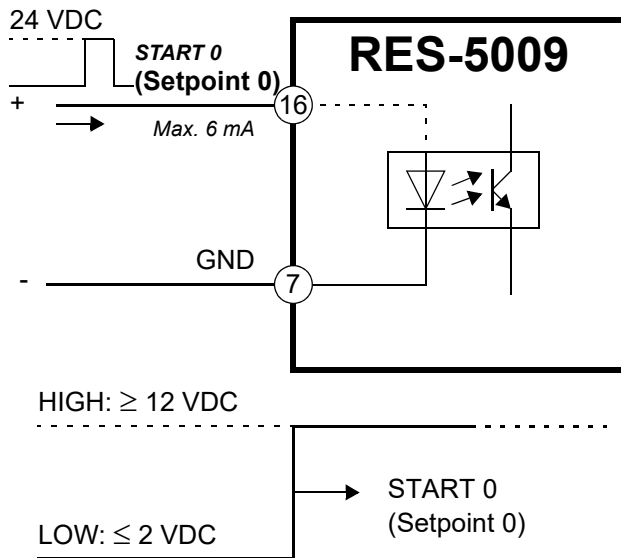 24 VDC
START 0
(Setpoint 0)
RES-5009
+
16
Max. 6 mA
GND
-
7
HIGH: ≥ 12 VDC
START 0
(Setpoint 0)
LOW: ≤ 2 VDC